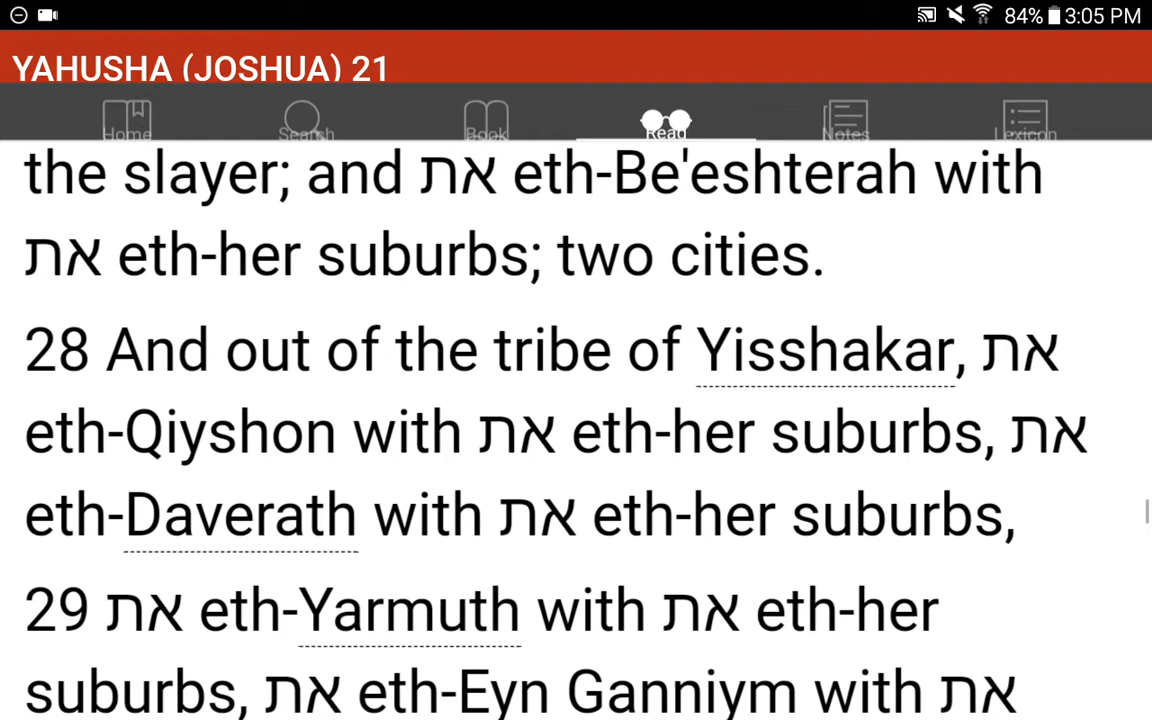 84% 3:05 PM
YAHUSHA (JOSHUA) 21
Home Search Book Read Notes Lexicon
the slayer; and את eth-Be'eshterah with
את eth-her suburbs; two cities.
28 And out of the tribe of Yisshakar, את
eth-Qiyshon with את eth-her suburbs, את
eth-Daverath with את eth-her suburbs,
29 את eth-Yarmuth with את eth-her
suburbs, את eth-Eyn Ganniym with את